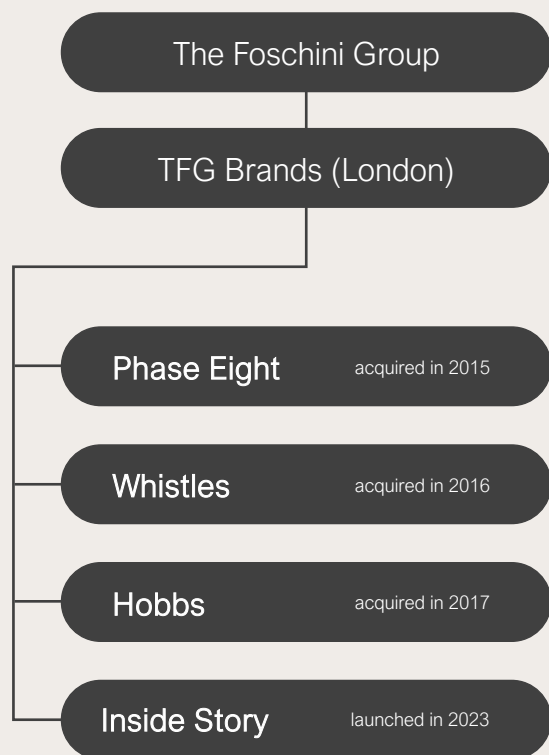 The Foschini Group
TFG Brands (London)
Phase Eight acquired in 2015
Whistles acquired in 2016
Hobbs acquired in 2017
Inside Story launched in 2023